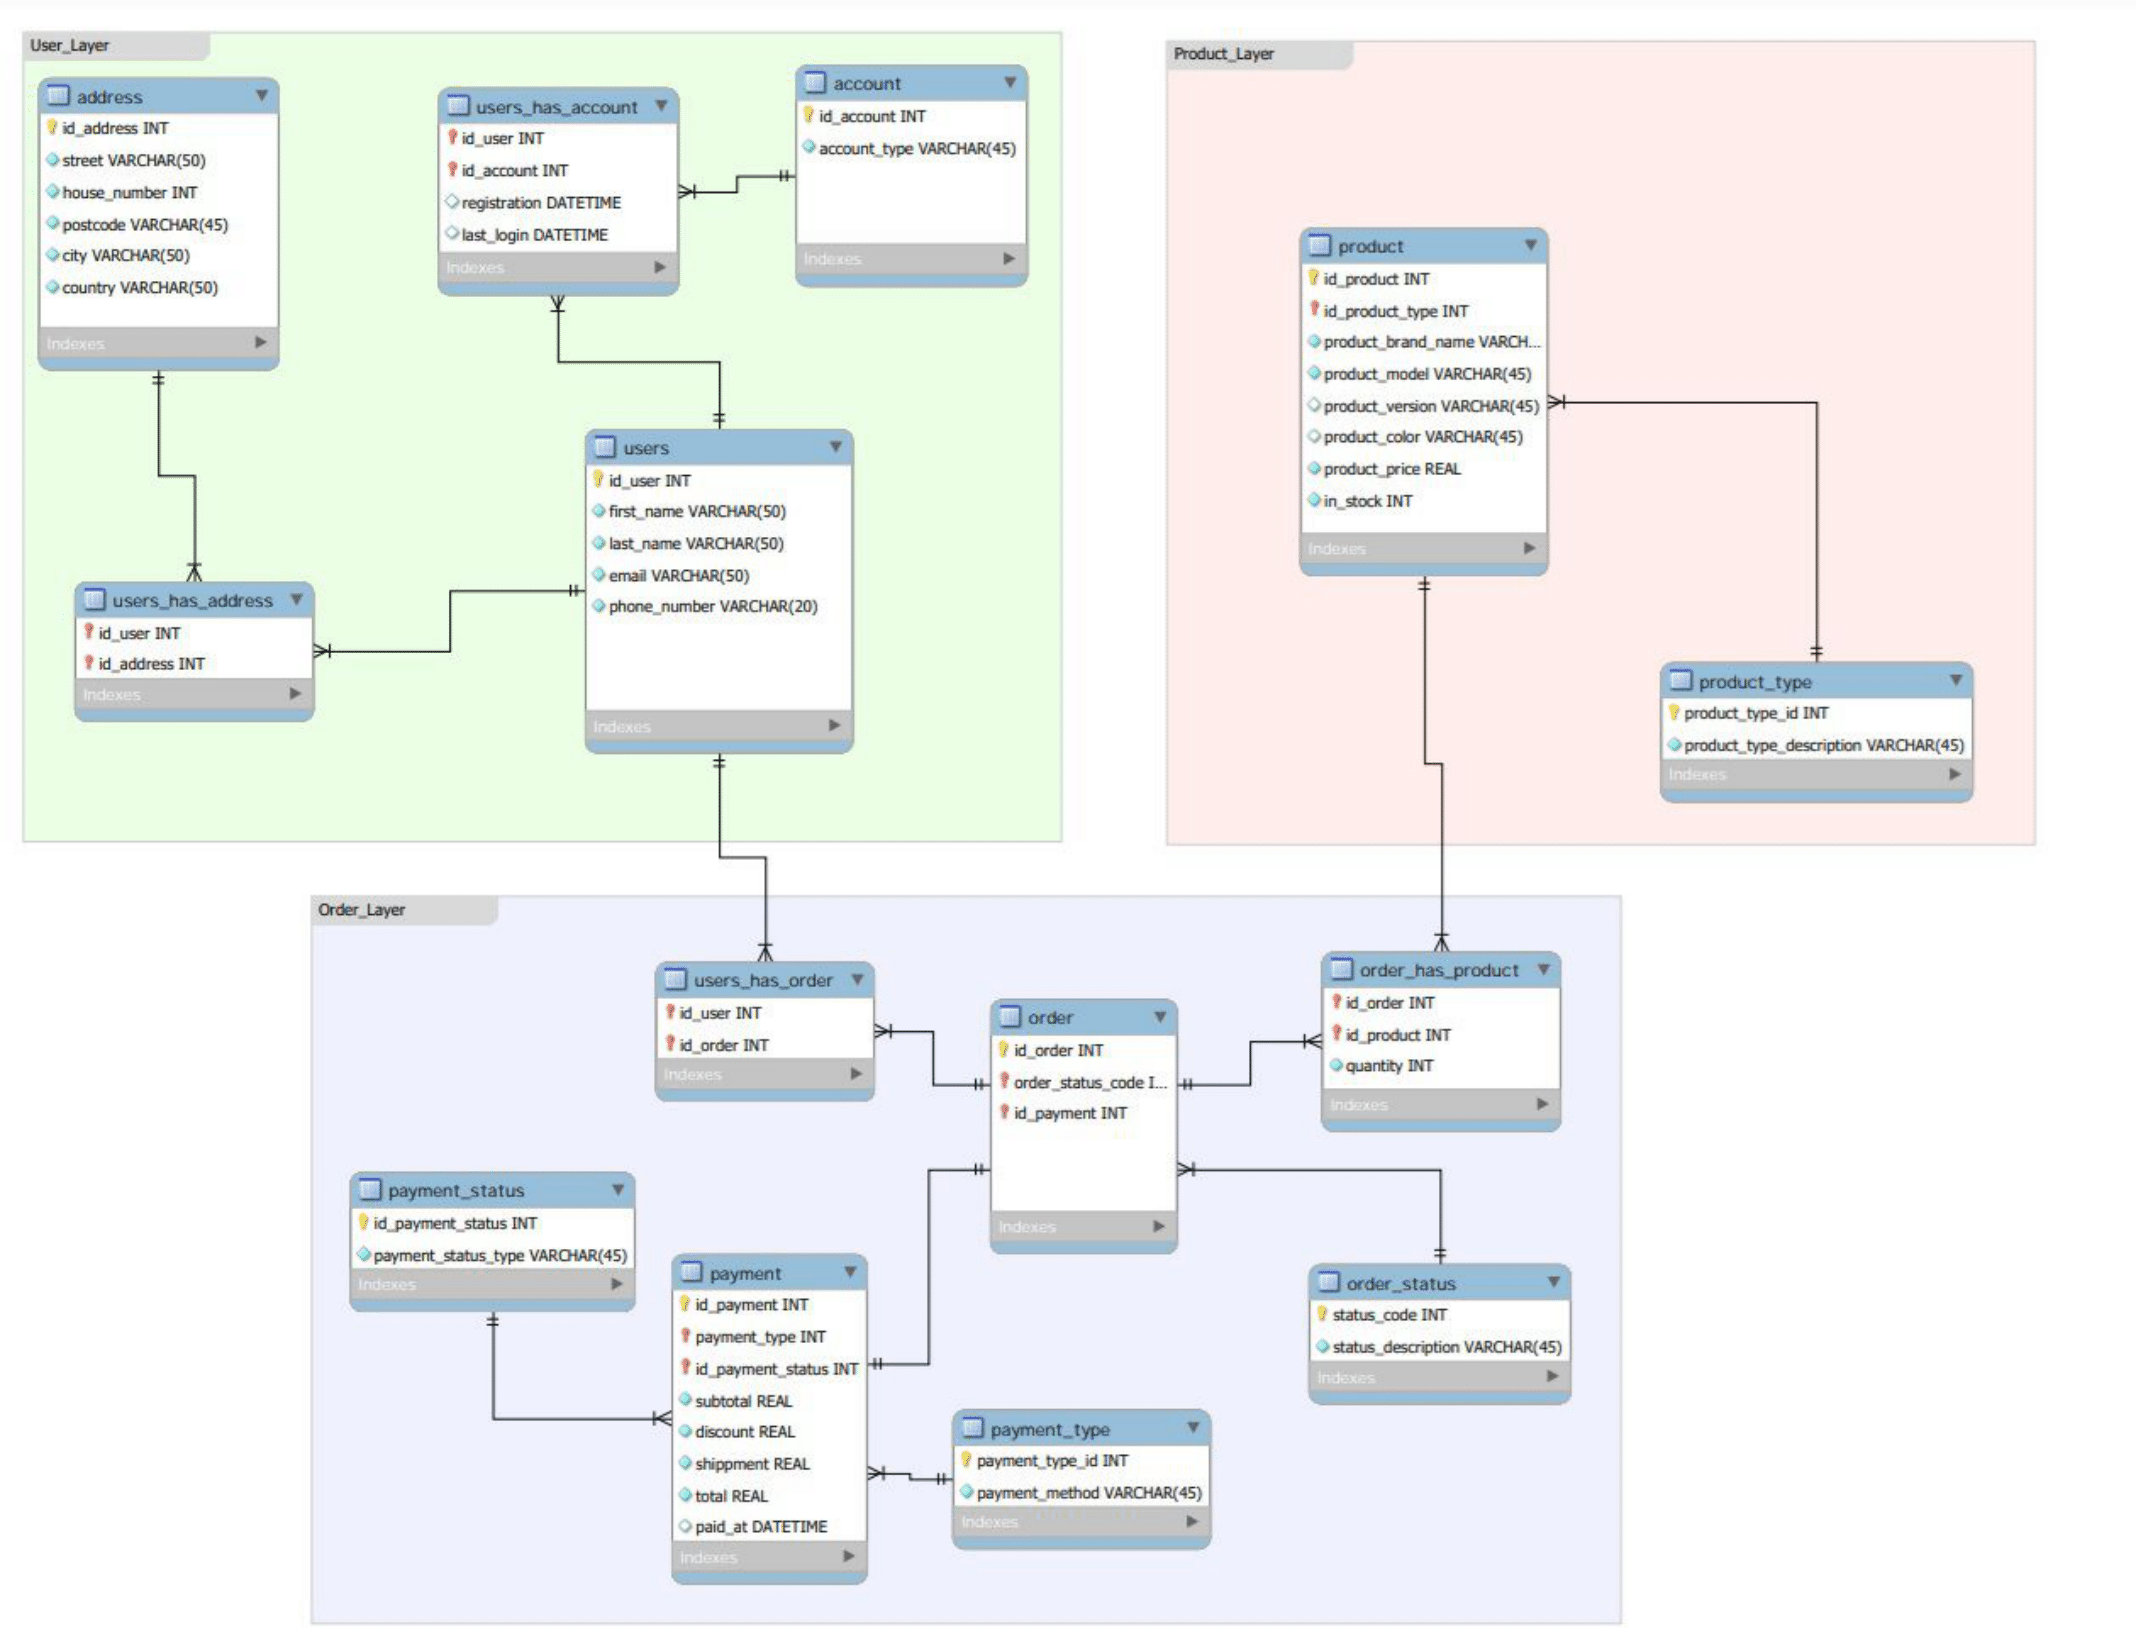 User_Layer
address
id_address INT
street VARCHAR(50)
house_number INT
postcode VARCHAR(45)
city VARCHAR(50)
country VARCHAR(50)
Indexes
users_has_account
id_user INT
id_account INT
registration DATETIME
last_login DATETIME
Indexes
account
id_account INT
account_type VARCHAR(45)
Indexes
users
id_user INT
first_name VARCHAR(50)
last_name VARCHAR(50)
email VARCHAR(50)
phone_number VARCHAR(20)
Indexes
users_has_address
id_user INT
id_address INT
Indexes
Product_Layer
product
id_product INT
id_product_type INT
product_brand_name VARCH...
product_model VARCHAR(45)
product_version VARCHAR(45)
product_color VARCHAR(45)
product_price REAL
in_stock INT
Indexes
product_type
product_type_id INT
product_type_description VARCHAR(45)
Indexes
Order_Layer
users_has_order
id_user INT
id_order INT
Indexes
order
id_order INT
order_status_code I...
id_payment INT
Indexes
order_has_product
id_order INT
id_product INT
quantity INT
Indexes
payment_status
id_payment_status INT
payment_status_type VARCHAR(45)
Indexes
payment
id_payment INT
payment_type INT
id_payment_status INT
subtotal REAL
discount REAL
shippment REAL
total REAL
paid_at DATETIME
Indexes
order_status
status_code INT
status_description VARCHAR(45)
Indexes
payment_type
payment_type_id INT
payment_method VARCHAR(45)
Indexes